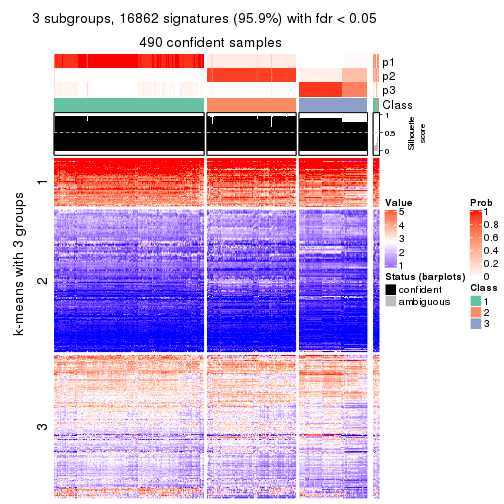 3 subgroups, 16862 signatures (95.9%) with fdr < 0.05
490 confident samples
p1
p2
p3
Class
1
0.5
0
Silhouette
score
k-means with 3 groups
1
2
3
Value
5
4
3
2
1
Status (barplots)
confident
ambiguous
Prob
1
0.8
0.6
0.4
0.2
0
Class
1
2
3